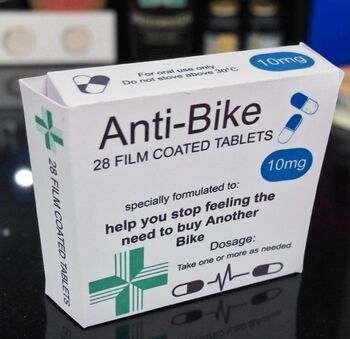 For oral use only
Do not stove above 30°C
10mg
Anti-Bike
28 FILM COATED TABLETS
10mg
specially formulated to:
help you stop feeling the
need to buy Another
Bike
Dosage:
Take one or more as needed
28 FILM COATED TABLETS